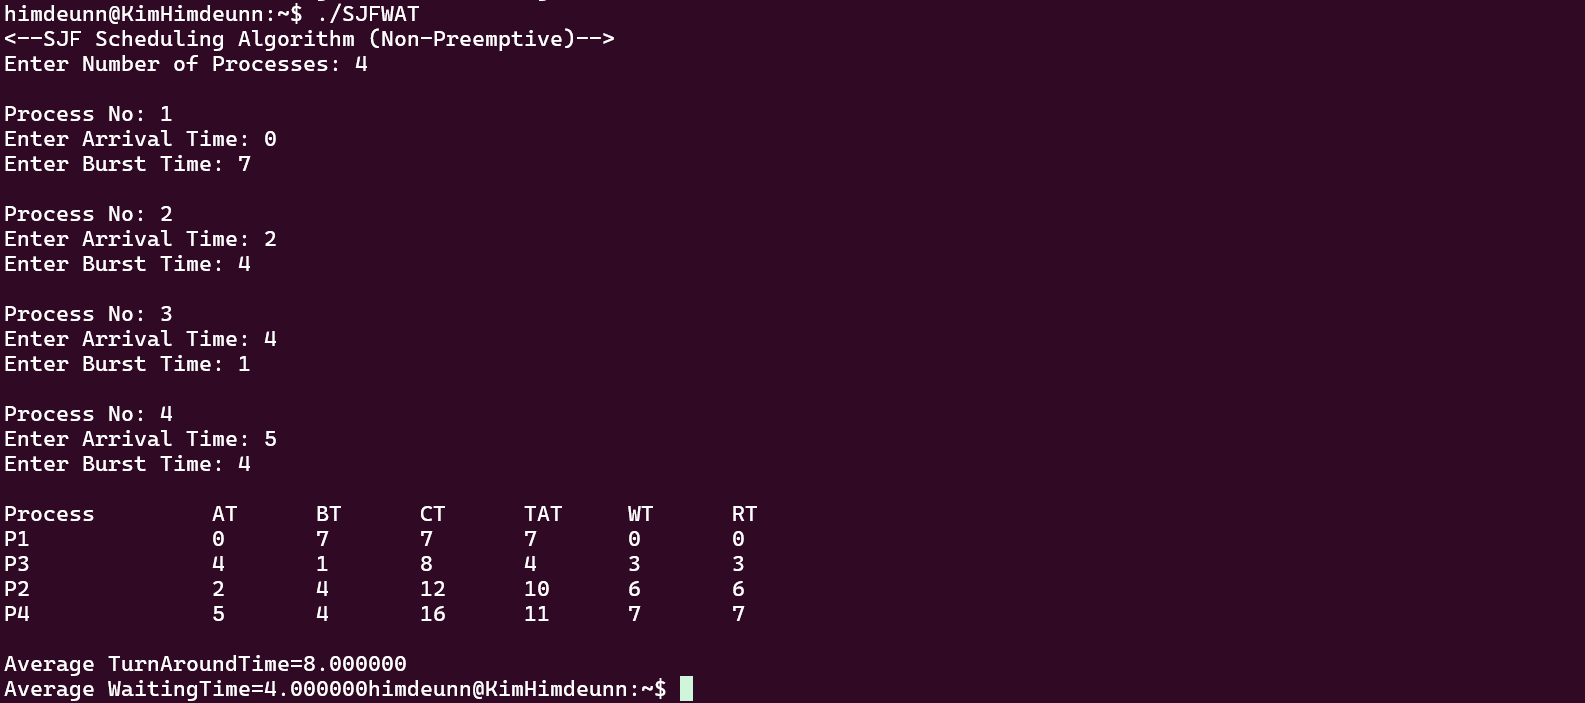 himdeunn@KimHimdeunn:~$ ./SJFWAT
<--SJF Scheduling Algorithm (Non-Preemptive)-->
Enter Number of Processes: 4
Process No: 1
Enter Arrival Time: 0
Enter Burst Time: 7
Process No: 2
Enter Arrival Time: 2
Enter Burst Time: 4
Process No: 3
Enter Arrival Time: 4
Enter Burst Time: 1
Process No: 4
Enter Arrival Time: 5
Enter Burst Time: 4
Process AT BT CT TAT WT RT
P1 0 7 7 7 0 0
P3 4 1 8 4 3 3
P2 2 4 12 10 6 6
P4 5 4 16 11 7 7
Average TurnAroundTime=8.000000
Average WaitingTime=4.000000himdeunn@KimHimdeunn:~$